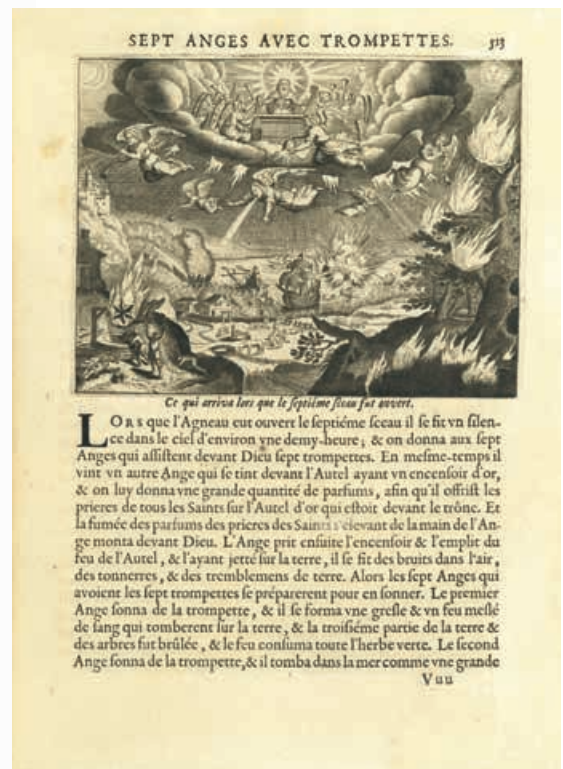 SEPT ANGES AVEC TROMPETTES. 523
Ce qui arriva lors que le septiéme sceau fut ouvert.
LORS que l'Agneau eut ouvert le septiéme sceau il se fit vn silen-
ce dans le ciel d'environ vne demy-heure; & on donna aux sept
Anges qui assistent devant Dieu sept trompettes. En mesme-temps il
vint vn autre Ange qui se tint devant l'Autel ayant vn encensoir d'or,
& on luy donna vne grande quantité de parfums, afin qu'il offrist les
prieres de tous les Saints sur l'Autel d'or qui estoit devant le trône. Et
la fumée des parfums des prieres des Saints s'élevant de la main de l'An-
ge monta devant Dieu. L'Ange prit ensuite l'encensoir & l'emplit du
feu de l'Autel, & l'ayant jetté sur la terre, il se fit des bruits dans l'air,
des tonnerres, & des tremblemens de terre. Alors les sept Anges qui
avoient les sept trompettes se préparerent pour en sonner. Le premier
Ange sonna de la trompette, & il se forma vne gresle & vn feu meslé
de sang qui tomberent sur la terre, & la troisiéme partie de la terre &
des arbres fut brûlée, & le feu consuma toute l'herbe verte. Le second
Ange sonna de la trompette, & il tomba dans la mer comme vne grande
Vuu